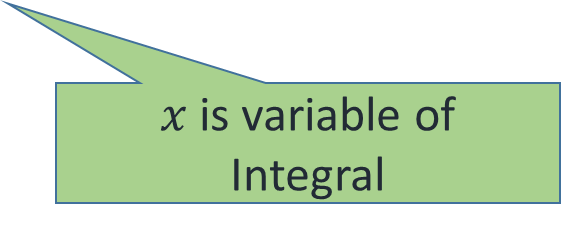 𝑥 is variable of
Integral